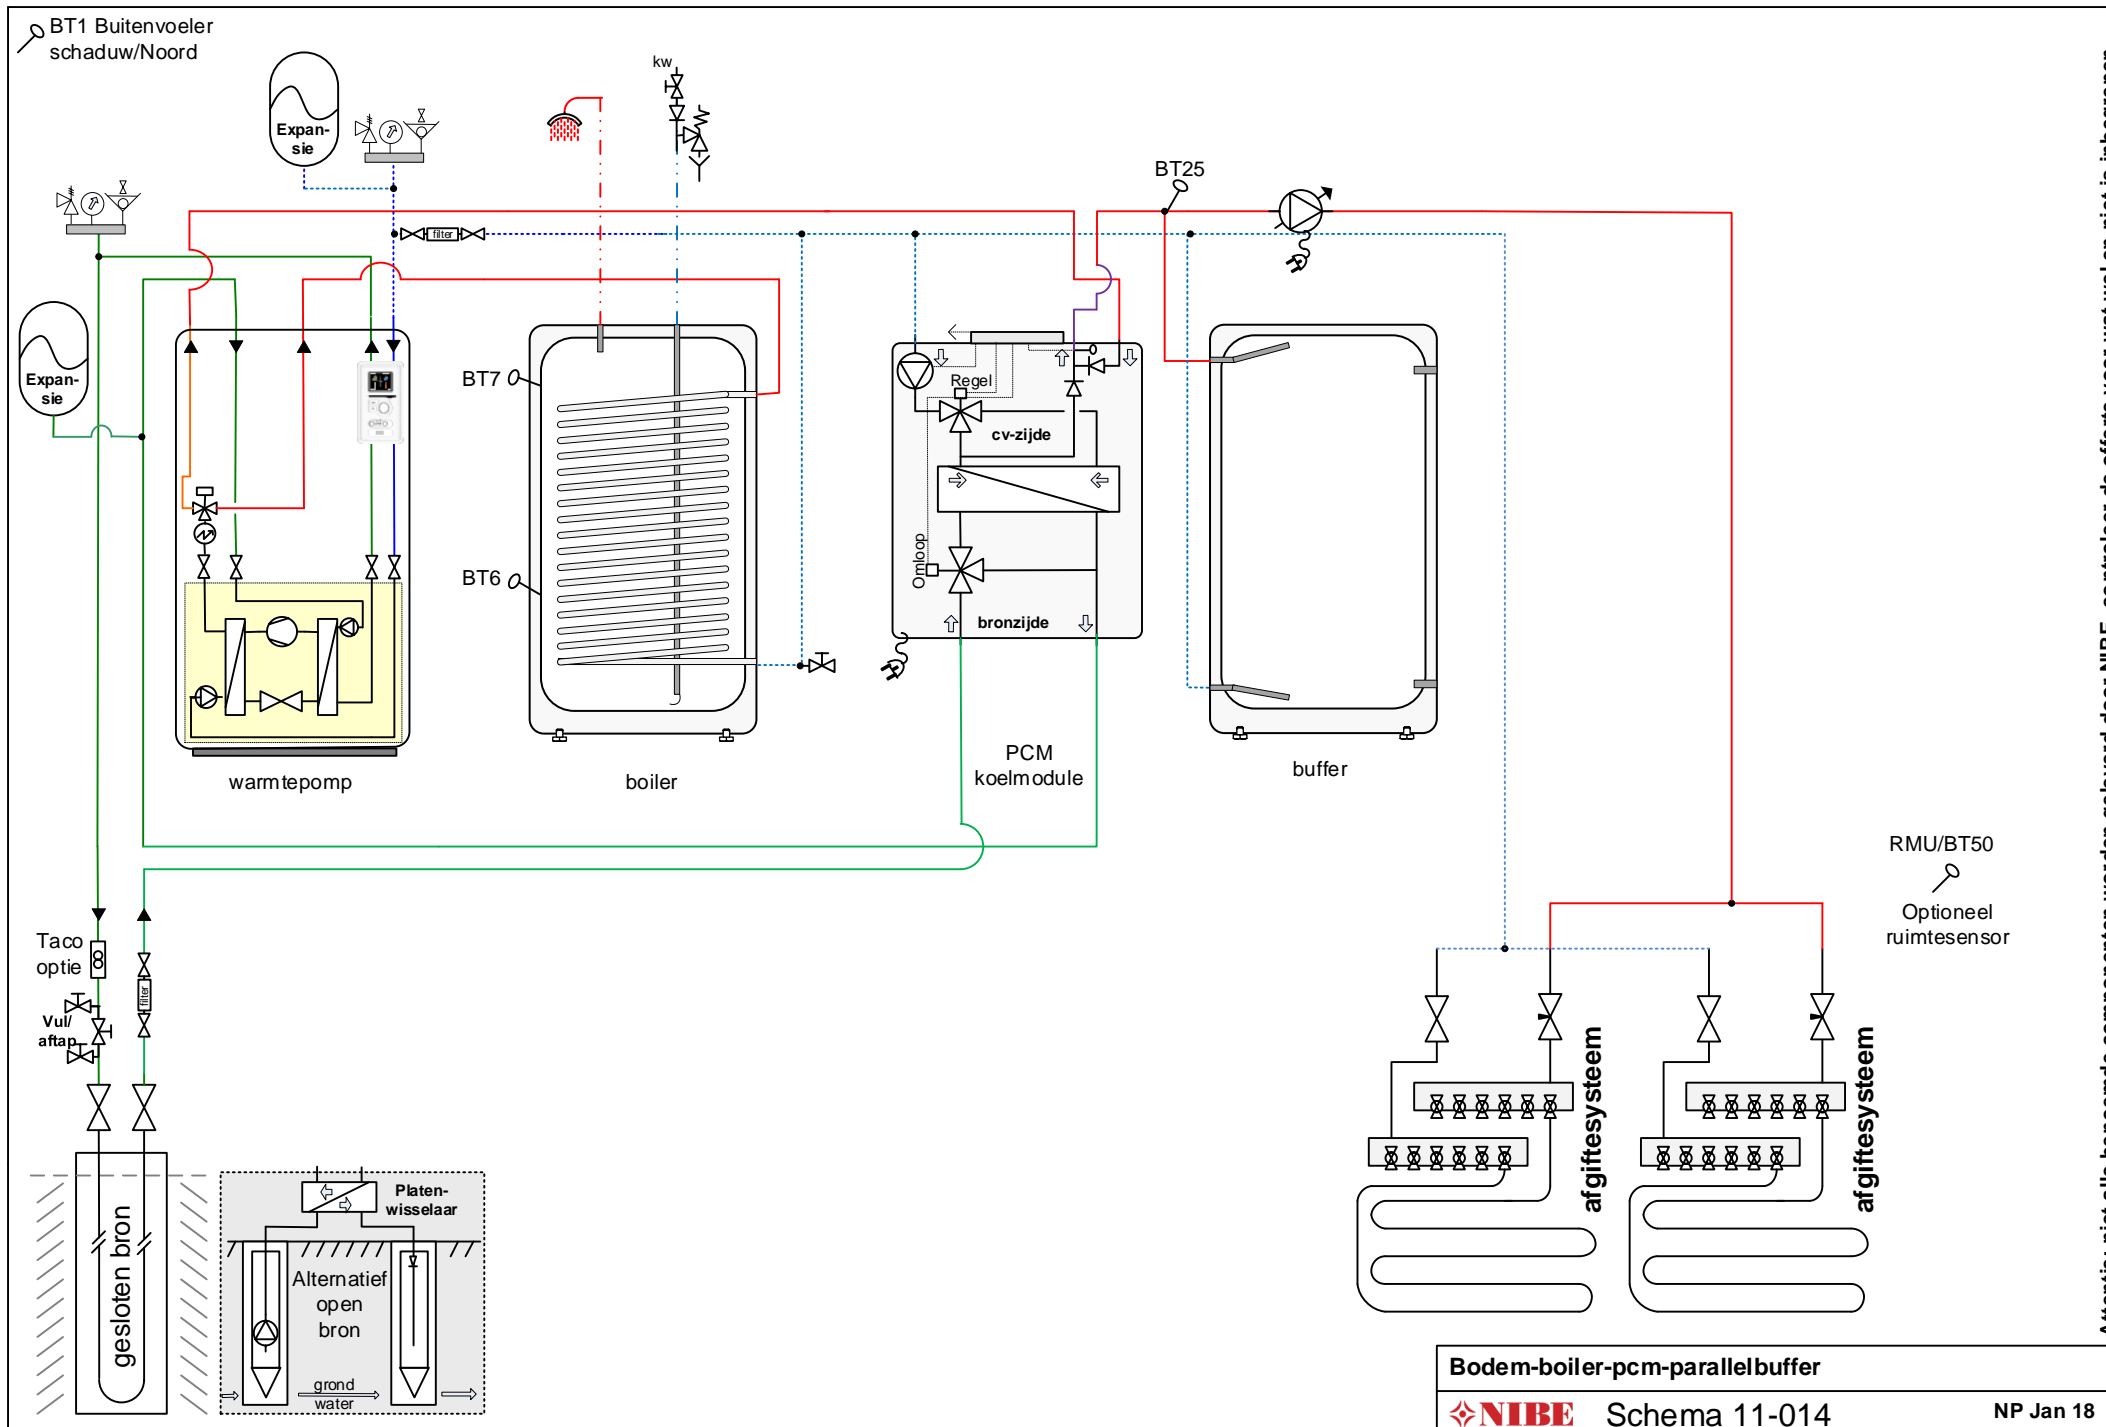 BT1 Buitenvoeler
schaduw/Noord
kw
Expan-
sie
BT25
filter
Expan-
sie
BT7
Regel
cv-zijde
BT6
Omloop
bronzijde
warmtepomp
boiler
PCM
koelmodule
buffer
RMU/BT50
Optioneel
ruimtesensor
Taco
optie
filter
Vul/
aftap
afgiftesysteem
afgiftesysteem
gesloten bron
Platen-
wisselaar
Alternatief
open
bron
grond
water
Bodem-boiler-pcm-parallelbuffer
NIBE
Schema 11-014
NP Jan 18